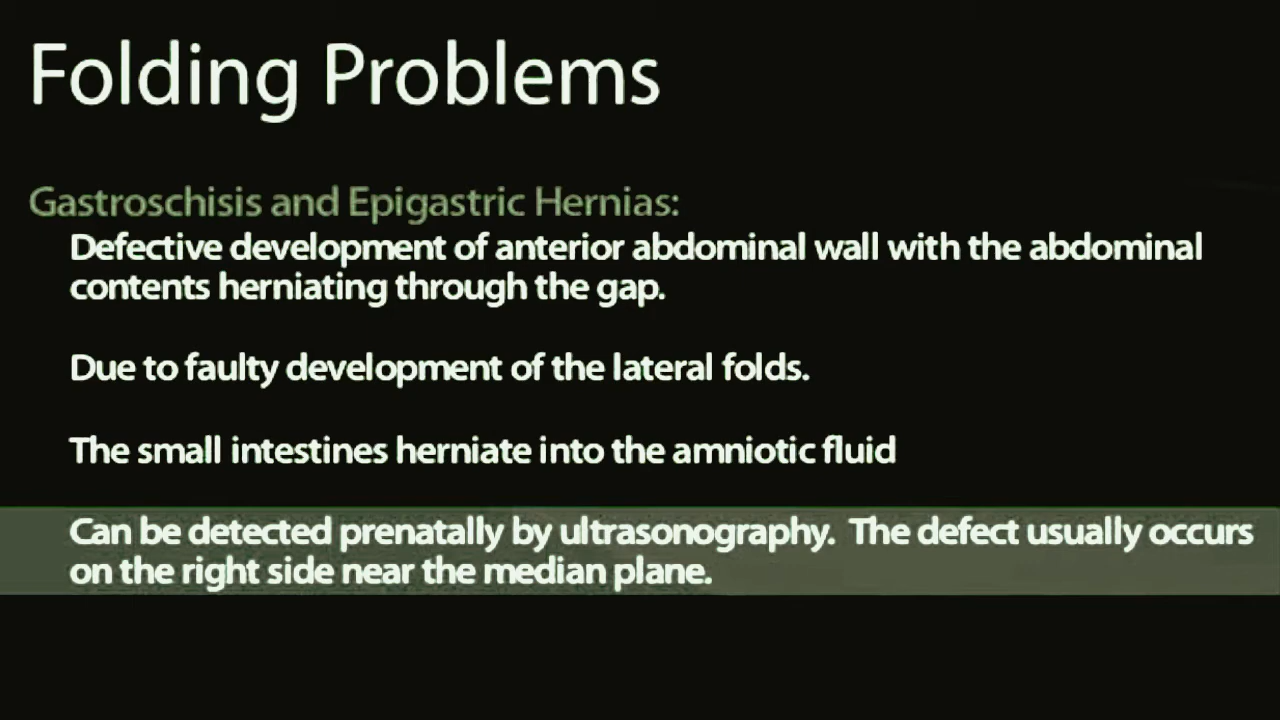 Folding Problems
Gastroschisis and Epigastric Hernias:
Defective development of anterior abdominal wall with the abdominal
contents herniating through the gap.
Due to faulty development of the lateral folds.
The small intestines herniate into the amniotic fluid
Can be detected prenatally by ultrasonography.  The defect usually occurs
on the right side near the median plane.